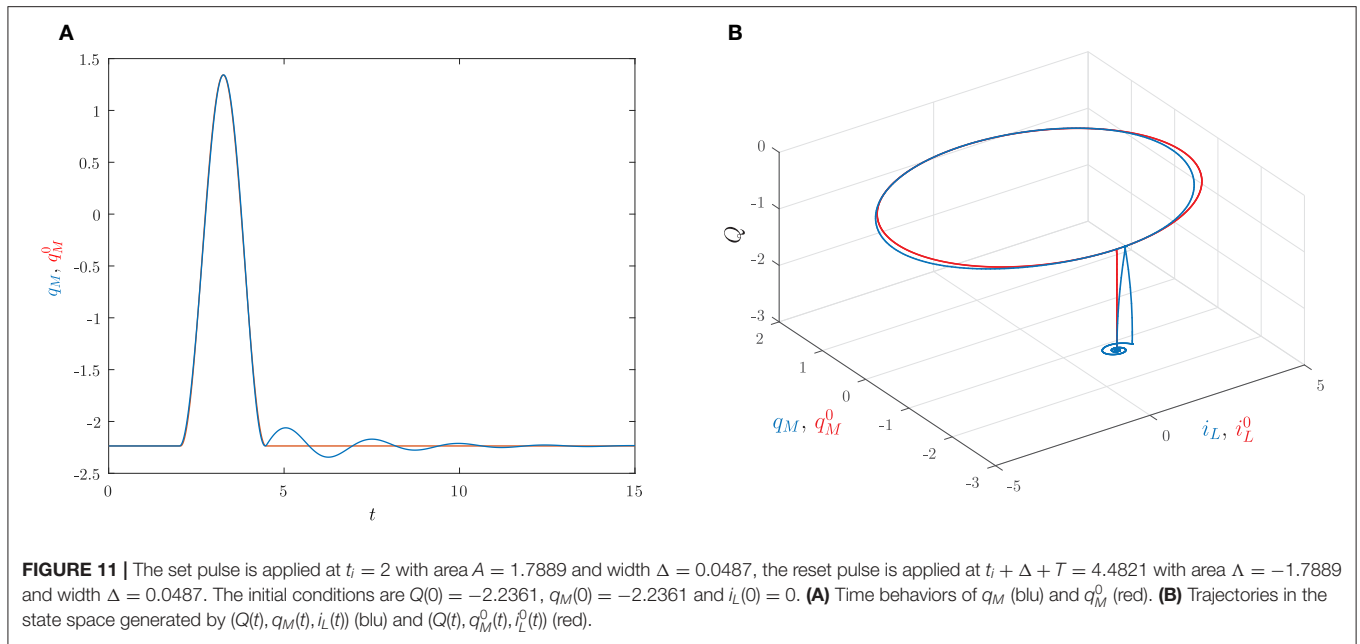 A
1.5
1
0.5
0
-0.5
-1
-1.5
-2
-2.5
q_M, q_M^0
0
5
10
15
t
B
0
-1
-2
-3
Q
2
1
0
-1
-2
-3
q_M, q_M^0
-5
0
5
i_L, i_L^0
FIGURE 11 | The set pulse is applied at t_i = 2 with area A = 1.7889 and width Δ = 0.0487, the reset pulse is applied at t_i + Δ + T = 4.4821 with area Λ = −1.7889
and width Δ = 0.0487. The initial conditions are Q(0) = −2.2361, q_M(0) = −2.2361 and i_L(0) = 0. (A) Time behaviors of q_M (blu) and q_M^0 (red). (B) Trajectories in the
state space generated by (Q(t), q_M(t), i_L(t)) (blu) and (Q(t), q_M^0(t), i_L^0(t)) (red).